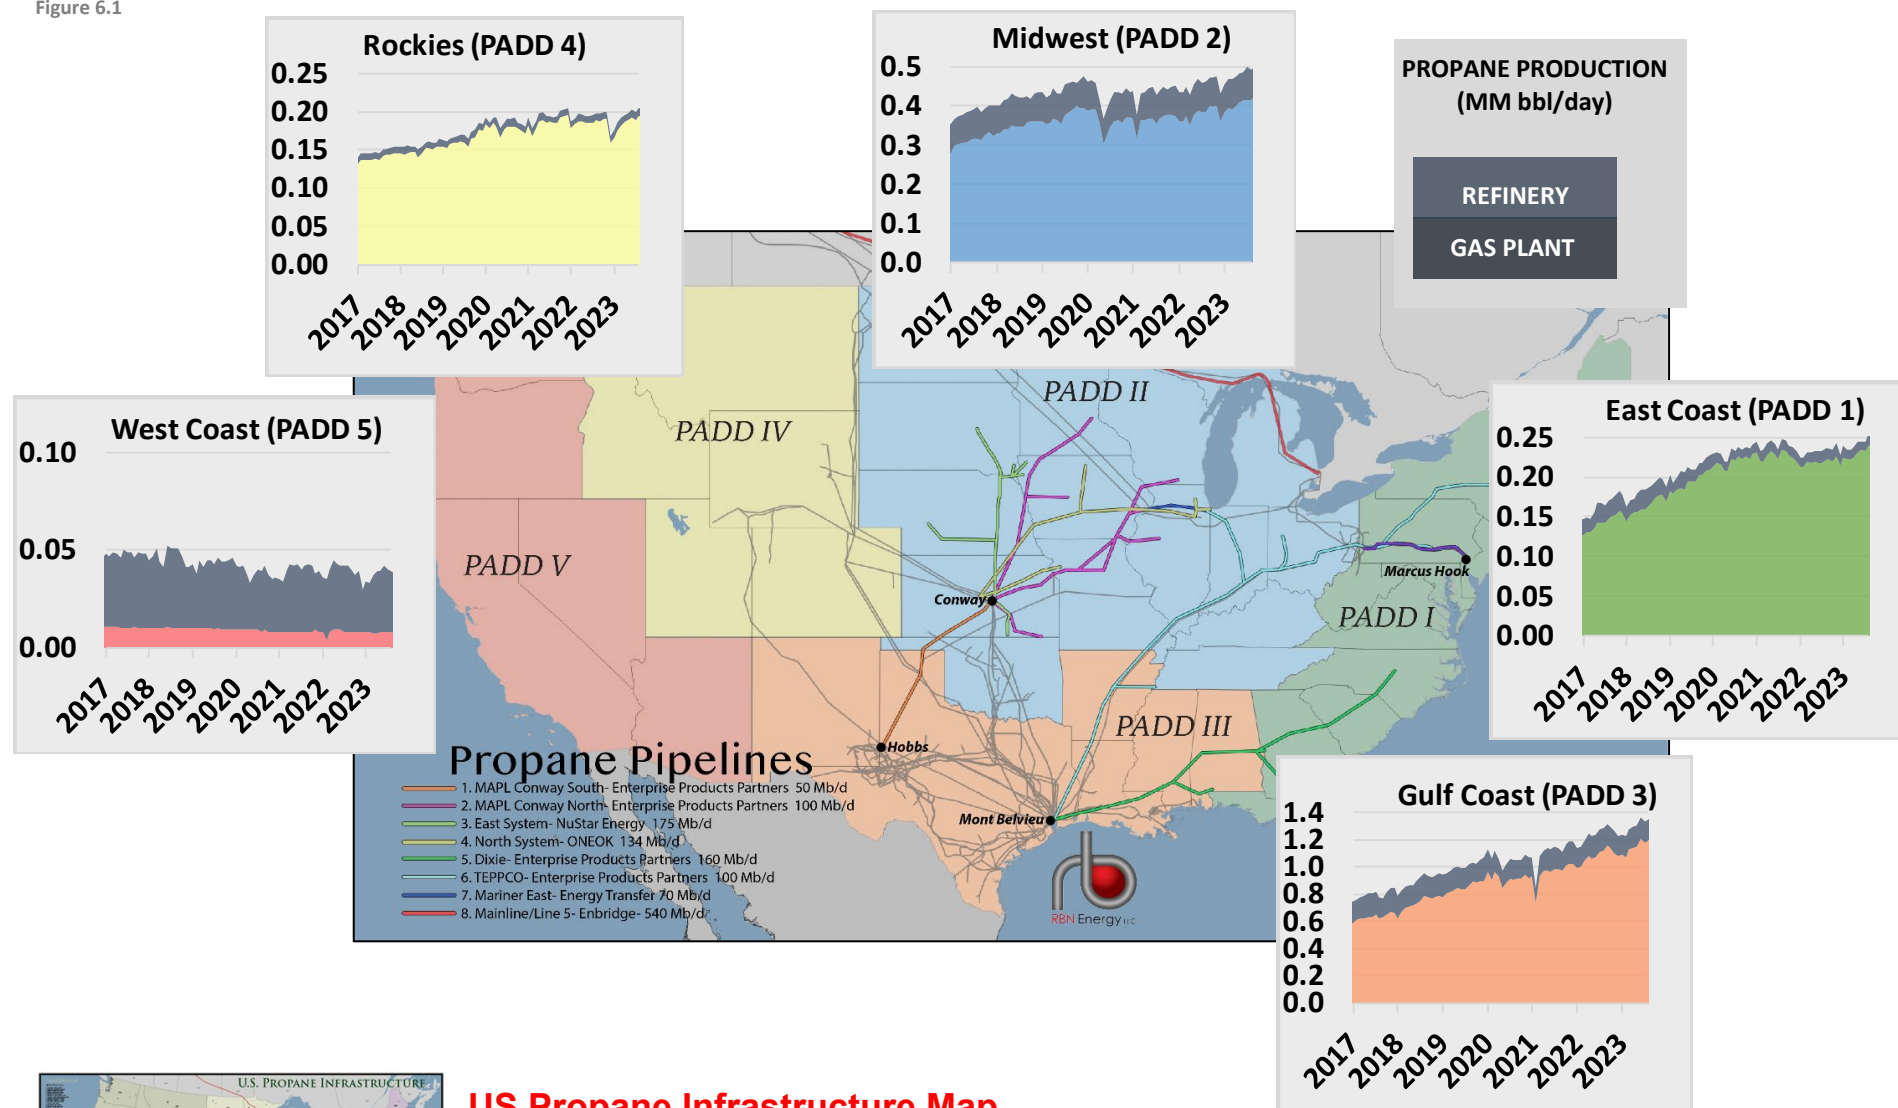 Figure 6.1
Rockies (PADD 4)
0.25
0.20
0.15
0.10
0.05
0.00
2017
2018
2019
2020
2021
2022
2023
Midwest (PADD 2)
0.5
0.4
0.3
0.2
0.1
0.0
2017
2018
2019
2020
2021
2022
2023
PROPANE PRODUCTION
(MM bbl/day)
REFINERY
GAS PLANT
West Coast (PADD 5)
0.10
0.05
0.00
2017
2018
2019
2020
2021
2022
2023
East Coast (PADD 1)
0.25
0.20
0.15
0.10
0.05
0.00
2017
2018
2019
2020
2021
2022
2023
PADD II
PADD IV
PADD V
Conway
Marcus Hook
PADD I
PADD III
Hobbs
Mont Belvieu
Propane Pipelines
1. MAPL Conway South- Enterprise Products Partners 50 Mb/d
2. MAPL Conway North- Enterprise Products Partners 100 Mb/d
3. East System- NuStar Energy 175 Mb/d
4. North System- ONEOK 134 Mb/d
5. Dixie- Enterprise Products Partners 160 Mb/d
6. TEPPCO- Enterprise Products Partners 100 Mb/d
7. Mariner East- Energy Transfer 70 Mb/d
8. Mainline/Line 5- Enbridge- 540 Mb/d
RBN Energy LLC
Gulf Coast (PADD 3)
1.4
1.2
1.0
0.8
0.6
0.4
0.2
0.0
2017
2018
2019
2020
2021
2022
2023
U.S. PROPANE INFRASTRUCTURE
US Propane Infrastructure Map